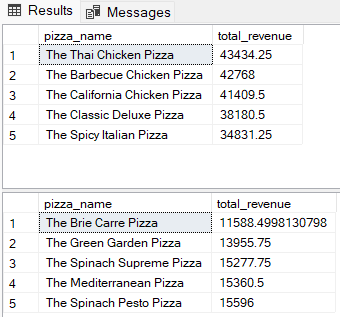 Results Messages
pizza_name total_revenue
1 The Thai Chicken Pizza 43434.25
2 The Barbecue Chicken Pizza 42768
3 The California Chicken Pizza 41409.5
4 The Classic Deluxe Pizza 38180.5
5 The Spicy Italian Pizza 34831.25
pizza_name total_revenue
1 The Brie Carre Pizza 11588.4998130798
2 The Green Garden Pizza 13955.75
3 The Spinach Supreme Pizza 15277.75
4 The Mediterranean Pizza 15360.5
5 The Spinach Pesto Pizza 15596